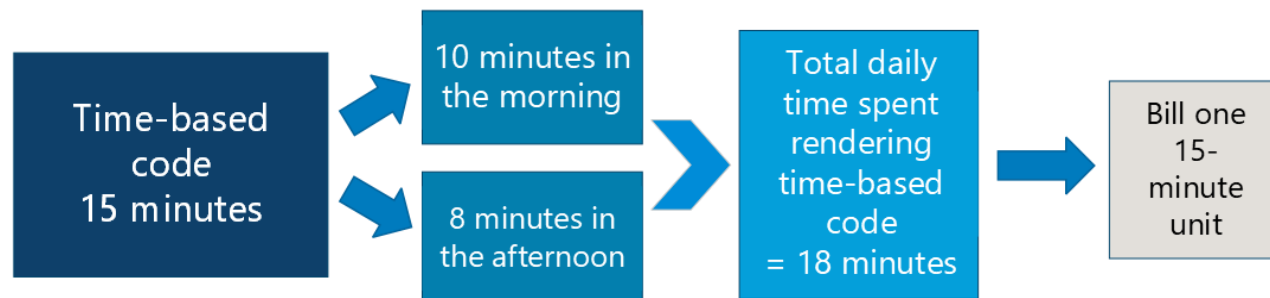 Time-based
code
15 minutes
10 minutes in
the morning
8 minutes in
the afternoon
Total daily
time spent
rendering
time-based
code
= 18 minutes
Bill one
15-
minute
unit